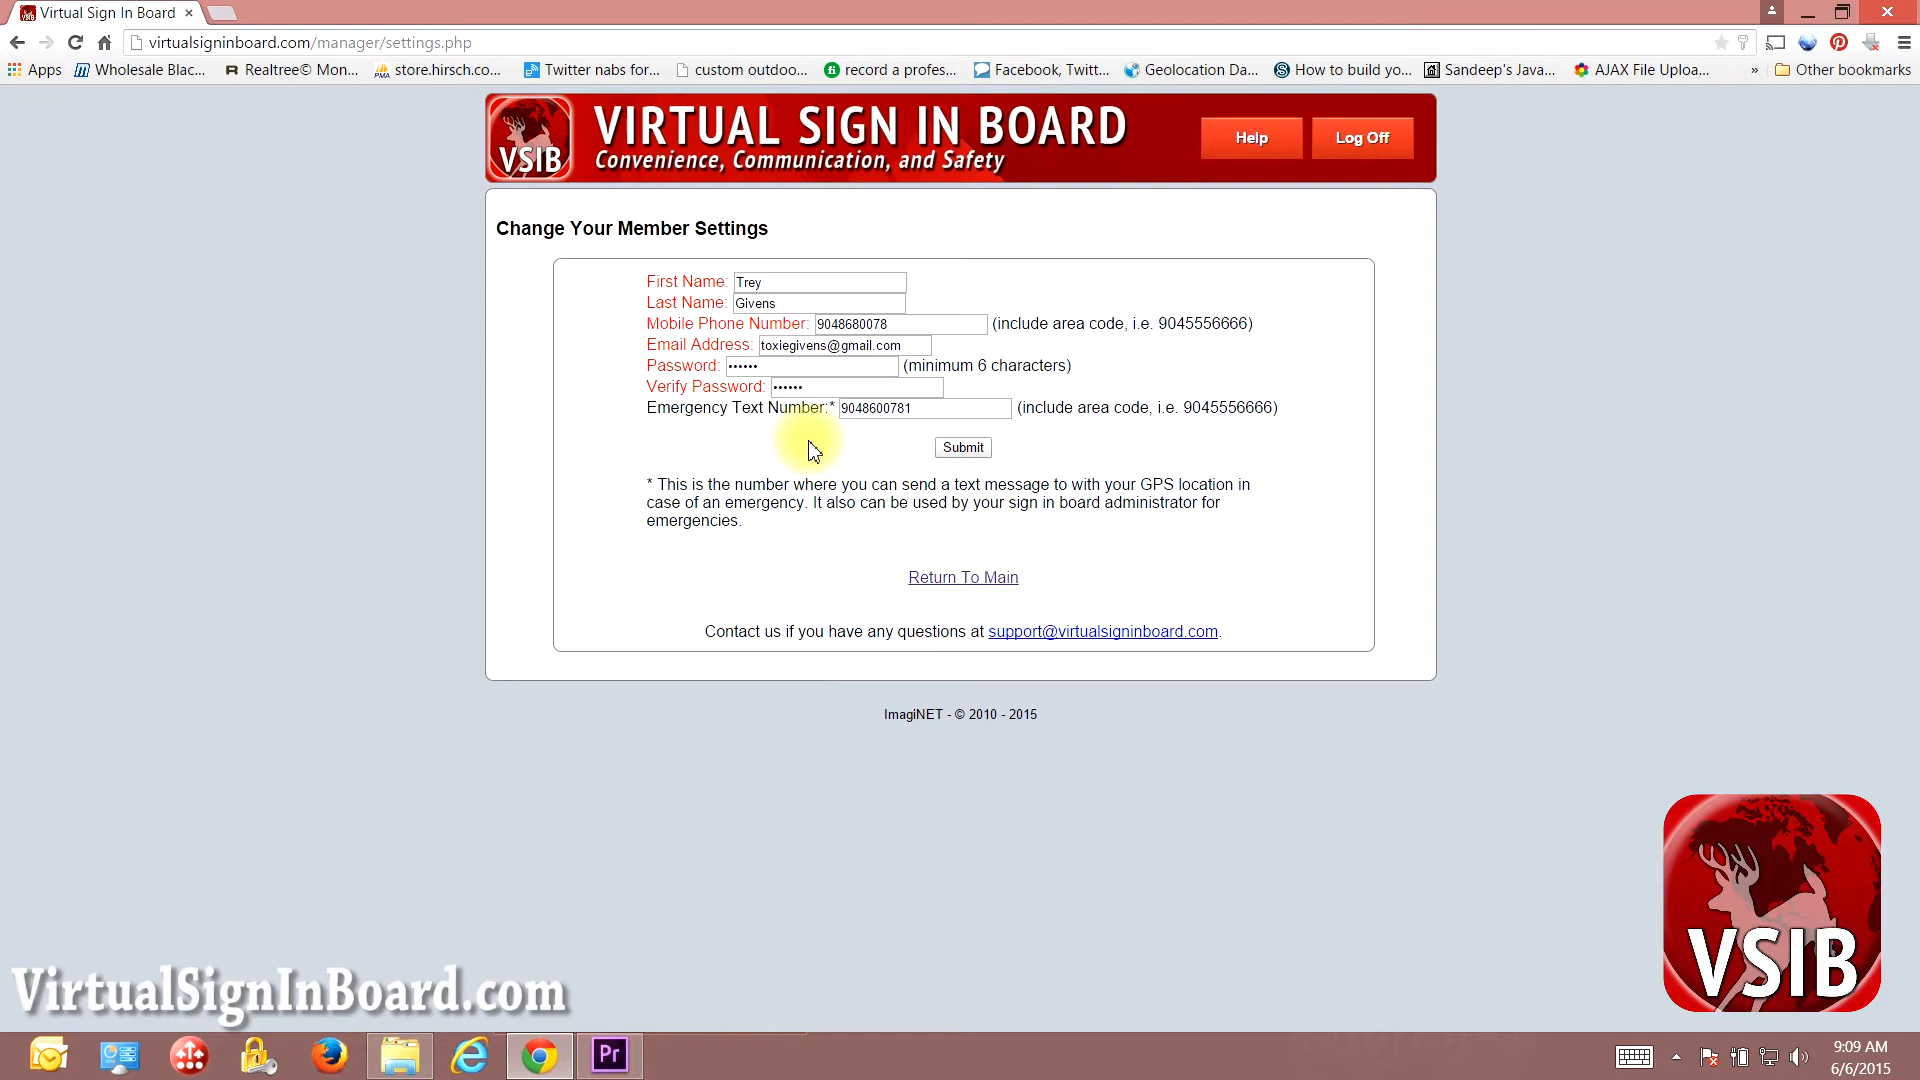 Virtual Sign In Board
virtualsigninboard.com/manager/settings.php
Apps Wholesale Blac... Realtree© Mon... store.hirsch.co... Twitter nabs for... custom outdoo... record a profes... Facebook, Twitt... Geolocation Da... How to build yo... Sandeep's Java... AJAX File Uploa... » Other bookmarks
VSIB
VIRTUAL SIGN IN BOARD
Convenience, Communication, and Safety
Help Log Off
Change Your Member Settings
First Name: Trey
Last Name: Givens
Mobile Phone Number: 9048680078 (include area code, i.e. 9045556666)
Email Address: toxiegivens@gmail.com
Password: •••••• (minimum 6 characters)
Verify Password: ••••••
Emergency Text Number:* 9048600781 (include area code, i.e. 9045556666)
Submit
* This is the number where you can send a text message to with your GPS location in
case of an emergency. It also can be used by your sign in board administrator for
emergencies.
Return To Main
Contact us if you have any questions at support@virtualsigninboard.com.
ImagiNET - © 2010 - 2015
VSIB
VirtualSignInBoard.com
Pr
9:09 AM
6/6/2015